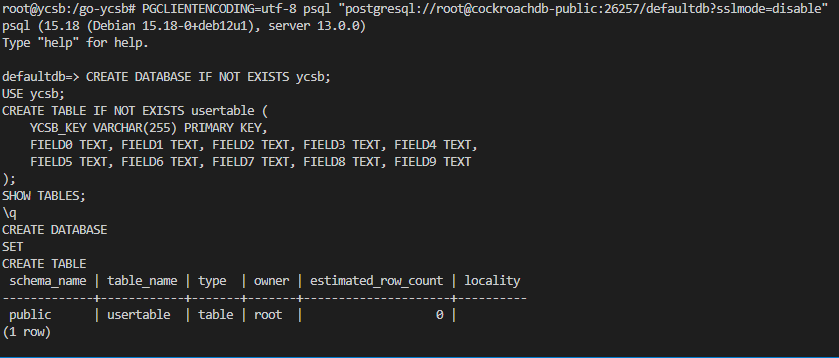 root@ycsb:/go-ycsb# PGCLIENTENCODING=utf-8 psql "postgresql://root@cockroachdb-public:26257/defaultdb?sslmode=disable"
psql (15.18 (Debian 15.18-0+deb12u1), server 13.0.0)
Type "help" for help.

defaultdb=> CREATE DATABASE IF NOT EXISTS ycsb;
USE ycsb;
CREATE TABLE IF NOT EXISTS usertable (
    YCSB_KEY VARCHAR(255) PRIMARY KEY,
    FIELD0 TEXT, FIELD1 TEXT, FIELD2 TEXT, FIELD3 TEXT, FIELD4 TEXT,
    FIELD5 TEXT, FIELD6 TEXT, FIELD7 TEXT, FIELD8 TEXT, FIELD9 TEXT
);
SHOW TABLES;
\q
CREATE DATABASE
SET
CREATE TABLE
 schema_name | table_name | type  | owner | estimated_row_count | locality
-------------+------------+-------+-------+---------------------+----------
 public      | usertable  | table | root  |                   0 |
(1 row)